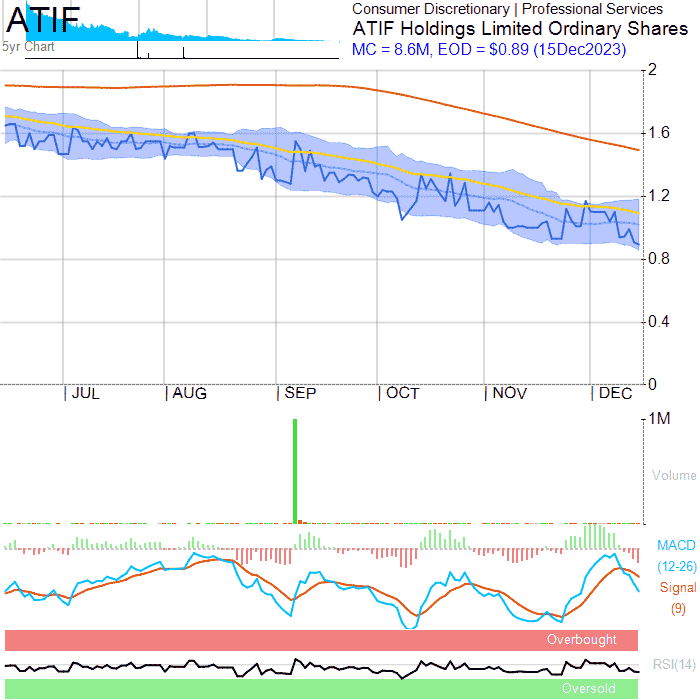 ATIF
5yr Chart
Consumer Discretionary | Professional Services
ATIF Holdings Limited Ordinary Shares
MC = 8.6M, EOD = $0.89 (15Dec2023)
2
1.6
1.2
0.8
0.4
0
JUL AUG SEP OCT NOV DEC
1M
Volume
MACD
(12-26)
Signal
(9)
Overbought
RSI(14)
Oversold